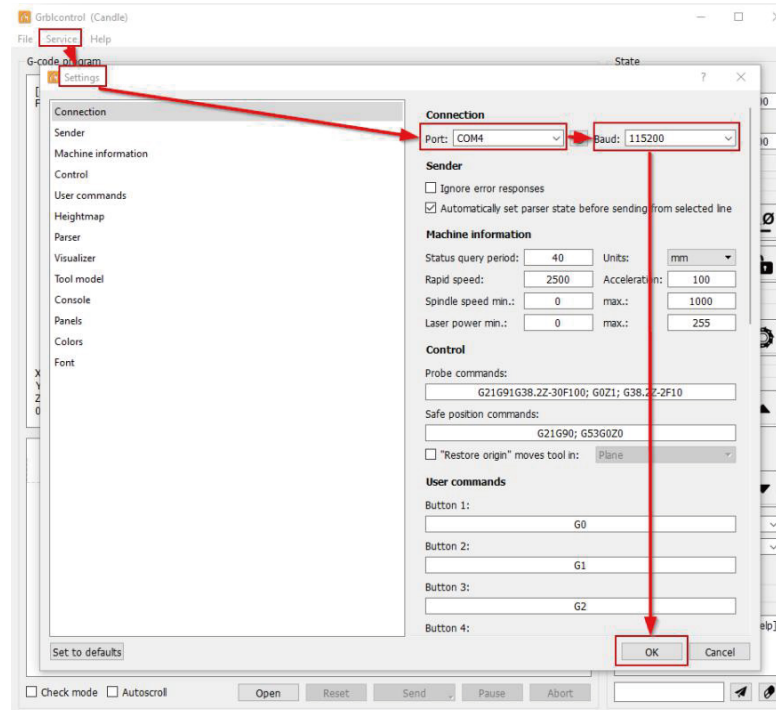 Grblcontrol (Candle)
File Service Help
G-code program
State
Settings
Connection
Sender
Machine information
Control
User commands
Heightmap
Parser
Visualizer
Tool model
Console
Panels
Colors
Font
Connection
Port: COM4 Baud: 115200
Sender
Ignore error responses
Automatically set parser state before sending from selected line
Machine information
Status query period: 40 Units: mm
Rapid speed: 2500 Acceleration: 100
Spindle speed min.: 0 max.: 1000
Laser power min.: 0 max.: 255
Control
Probe commands:
G21G91G38.2Z-30F100; G0Z1; G38.2Z-2F10
Safe position commands:
G21G90; G53G0Z0
"Restore origin" moves tool in: Plane
User commands
Button 1:
G0
Button 2:
G1
Button 3:
G2
Button 4:
Set to defaults OK Cancel
Check mode Autoscroll Open Reset Send Pause Abort